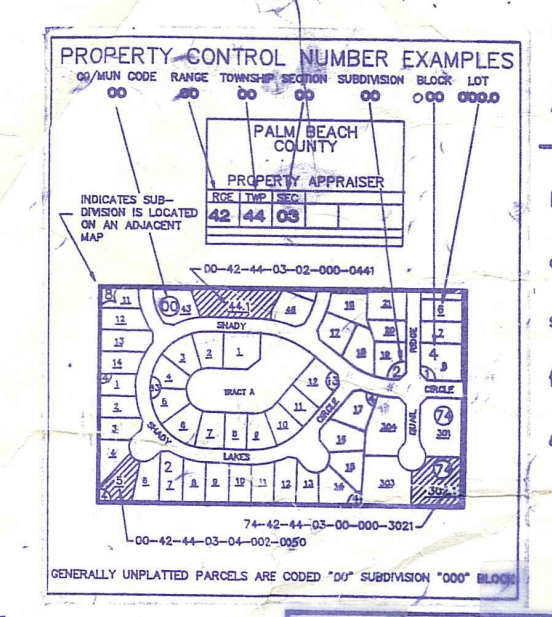 PROPERTY CONTROL NUMBER EXAMPLES
CO/MUN CODE RANGE TOWNSHIP SECTION SUBDIVISION BLOCK LOT
00 00 00 00 00 000 000.0
PALM BEACH
COUNTY
PROPERTY APPRAISER
RGE TWP SEC
42 44 03
INDICATES SUB-
DIVISION IS LOCATED
ON AN ADJACENT
MAP
00-42-44-03-02-000-0441
11 00 43 44.1 18 21 6
12 SHADY 17 20 RIDGE 7
13 3 2 1 18 19 2 4
14 4 12 CIRCLE
1 5 TRACT A 11 17 74
2 6 7 8 9 10 CIRCLE 304 QUAIL 301
3 SHADY 16
4 LAKES 15 74
5 6 2 7 8 9 10 11 12 13 14 303
74-42-44-03-00-000-3021
00-42-44-03-04-002-0050
GENERALLY UNPLATTED PARCELS ARE CODED "00" SUBDIVISION "000" BLOCK